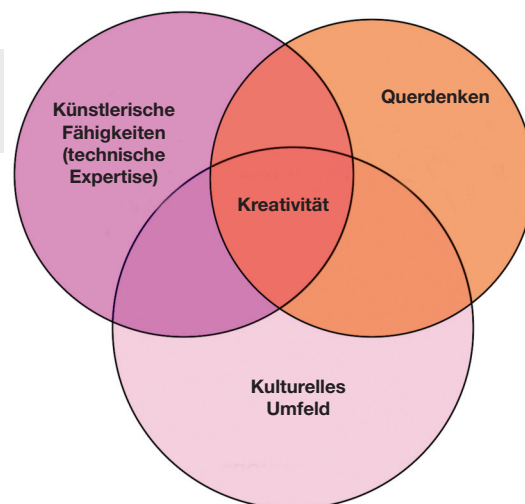 Künstlerische
Fähigkeiten
(technische
Expertise)
Querdenken
Kreativität
Kulturelles
Umfeld